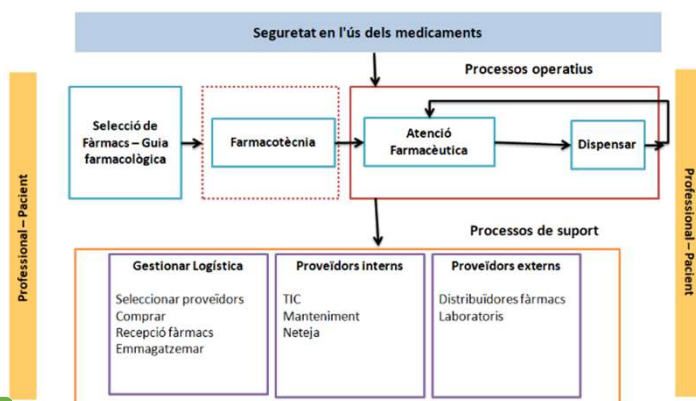 Seguretat en l'ús dels medicaments
Processos operatius
Professional – Pacient
Selecció de
Fàrmacs – Guia
farmacològica
Farmacotècnia
Atenció
Farmacèutica
Dispensar
Professional – Pacient
Processos de suport
Gestionar Logística
Seleccionar proveïdors
Comprar
Recepció fàrmacs
Emmagatzemar
Proveïdors interns
TIC
Manteniment
Neteja
Proveïdors externs
Distribuïdores fàrmacs
Laboratoris